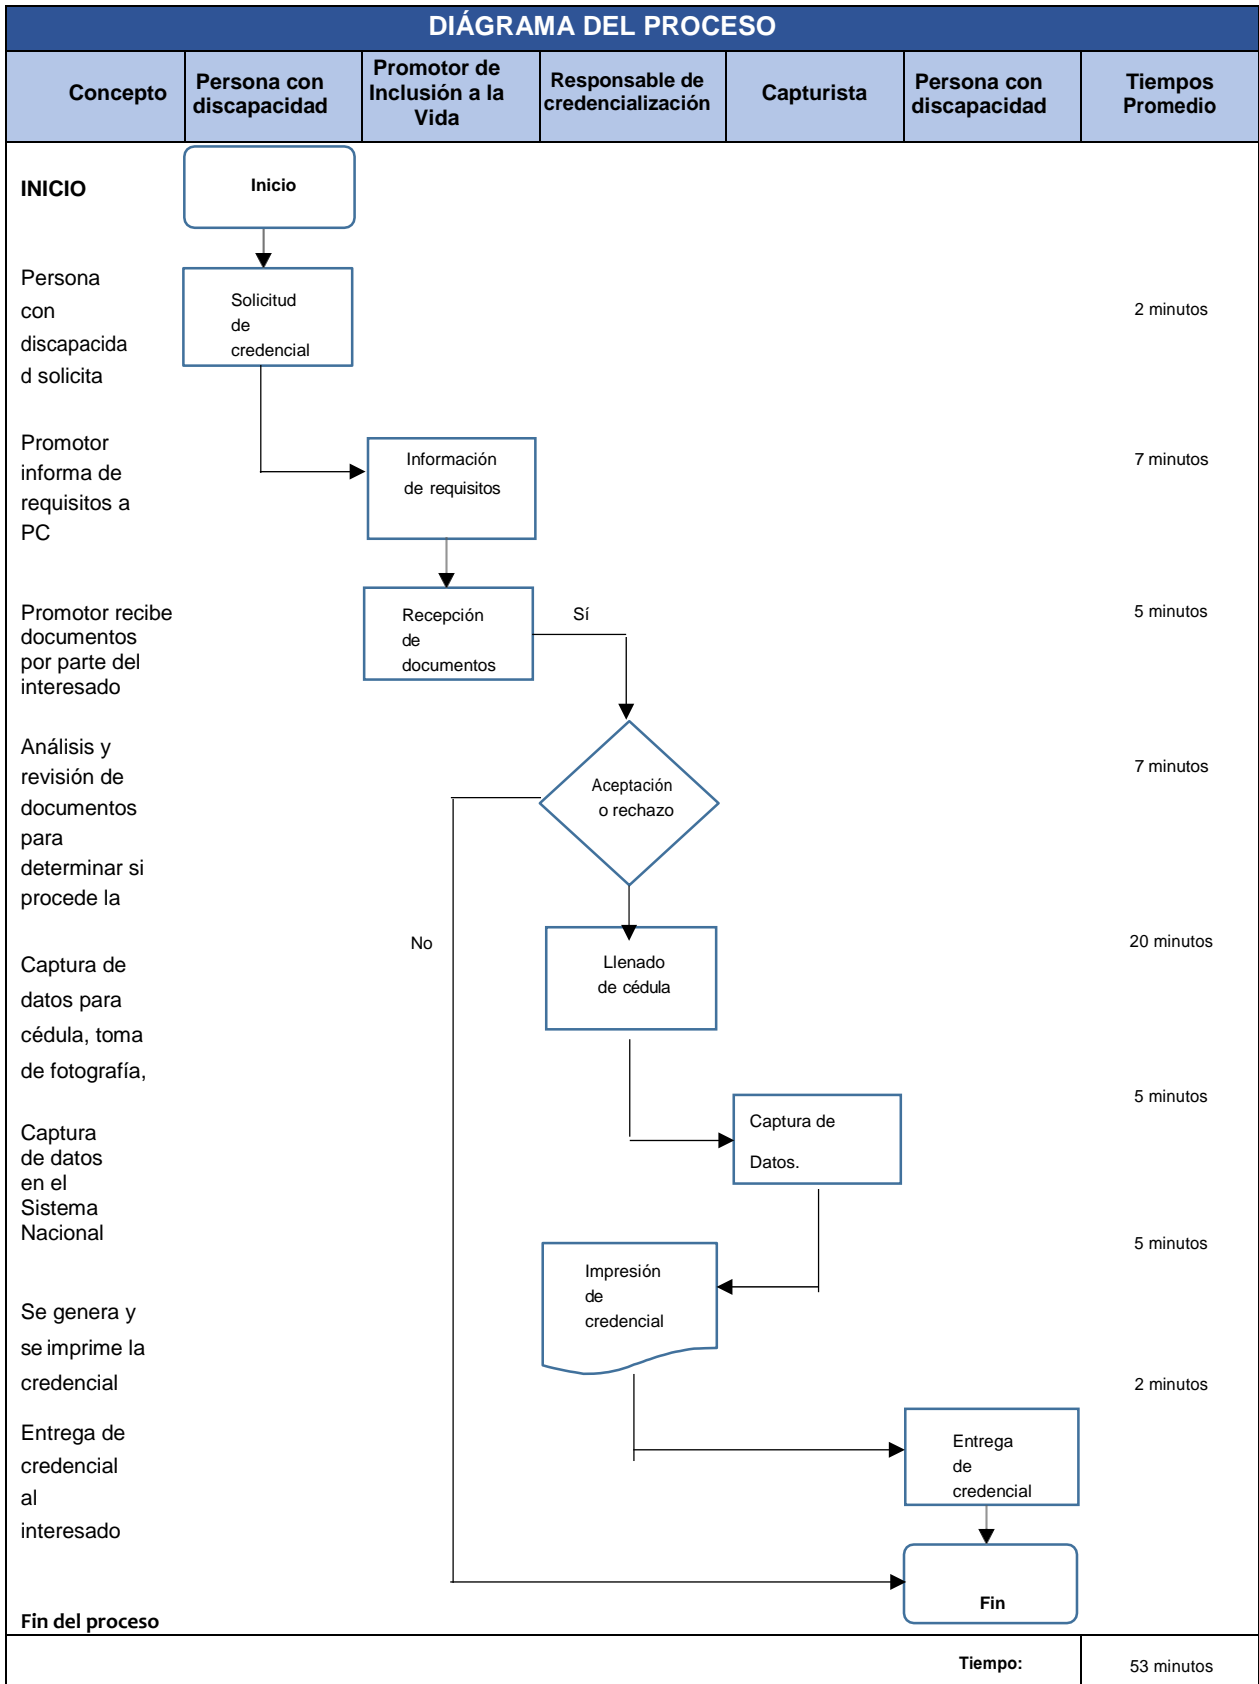 DIÁGRAMA DEL PROCESO
Concepto
Persona con
discapacidad
Promotor de
Inclusión a la
Vida
Responsable de
credencialización
Capturista
Persona con
discapacidad
Tiempos
Promedio
INICIO
Inicio
Persona
con
discapacida
d solicita
Solicitud
de
credencial
2 minutos
Promotor
informa de
requisitos a
PC
Información
de requisitos
7 minutos
Promotor recibe
documentos
por parte del
interesado
Recepción
de
documentos
Sí
5 minutos
Análisis y
revisión de
documentos
para
determinar si
procede la
Aceptación
o rechazo
7 minutos
No
Captura de
datos para
cédula, toma
de fotografía,
Llenado
de cédula
20 minutos
Captura
de datos
en el
Sistema
Nacional
Captura de
Datos.
5 minutos
Se genera y
se imprime la
credencial
Impresión
de
credencial
5 minutos
Entrega de
credencial
al
interesado
Entrega
de
credencial
2 minutos
Fin
Fin del proceso
Tiempo:
53 minutos